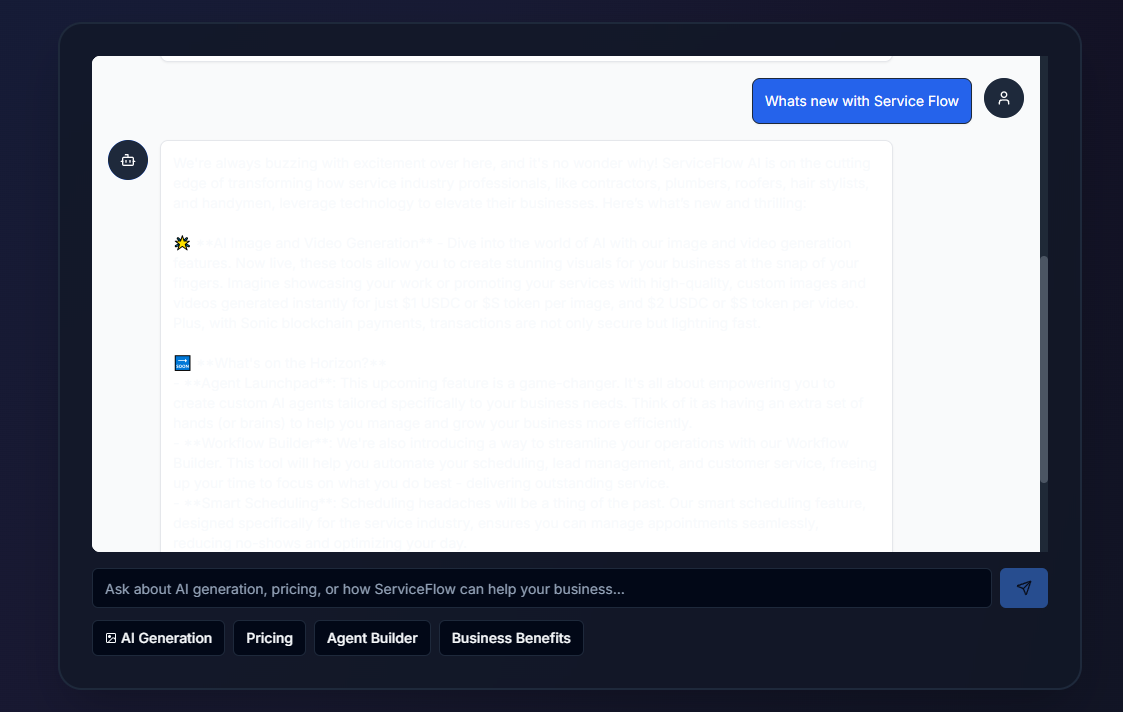 Whats new with Service Flow
We're always buzzing with excitement over here, and it's no wonder why! ServiceFlow AI is on the cutting
edge of transforming how service industry professionals, like contractors, plumbers, roofers, hair stylists,
and handymen, leverage technology to elevate their businesses. Here's what's new and thrilling:
🌟 **AI Image and Video Generation** - Dive into the world of AI with our image and video generation
features. Now live, these tools allow you to create stunning visuals for your business at the snap of your
fingers. Imagine showcasing your work or promoting your services with high-quality, custom images and
videos generated instantly for just $1 USDC or $S token per image, and $2 USDC or $S token per video.
Plus, with Sonic blockchain payments, transactions are not only secure but lightning fast.
🔜 **What's on the Horizon?**
**Agent Launchpad**: This upcoming feature is a game-changer. It's all about empowering you to
create custom AI agents tailored specifically to your business needs. Think of it as having an extra set of
hands (or brains) to help you manage and grow your business more efficiently.
**Workflow Builder**: We're also introducing a way to streamline your operations with our Workflow
Builder. This tool will help you automate your scheduling, lead management, and customer service, freeing
up your time to focus on what you do best - delivering outstanding service.
**Smart Scheduling**: Scheduling headaches will be a thing of the past. Our smart scheduling feature,
designed specifically for the service industry, ensures you can manage appointments seamlessly,
reducing no-shows and optimizing your day.
Ask about AI generation, pricing, or how ServiceFlow can help your business...
AI Generation
Pricing
Agent Builder
Business Benefits